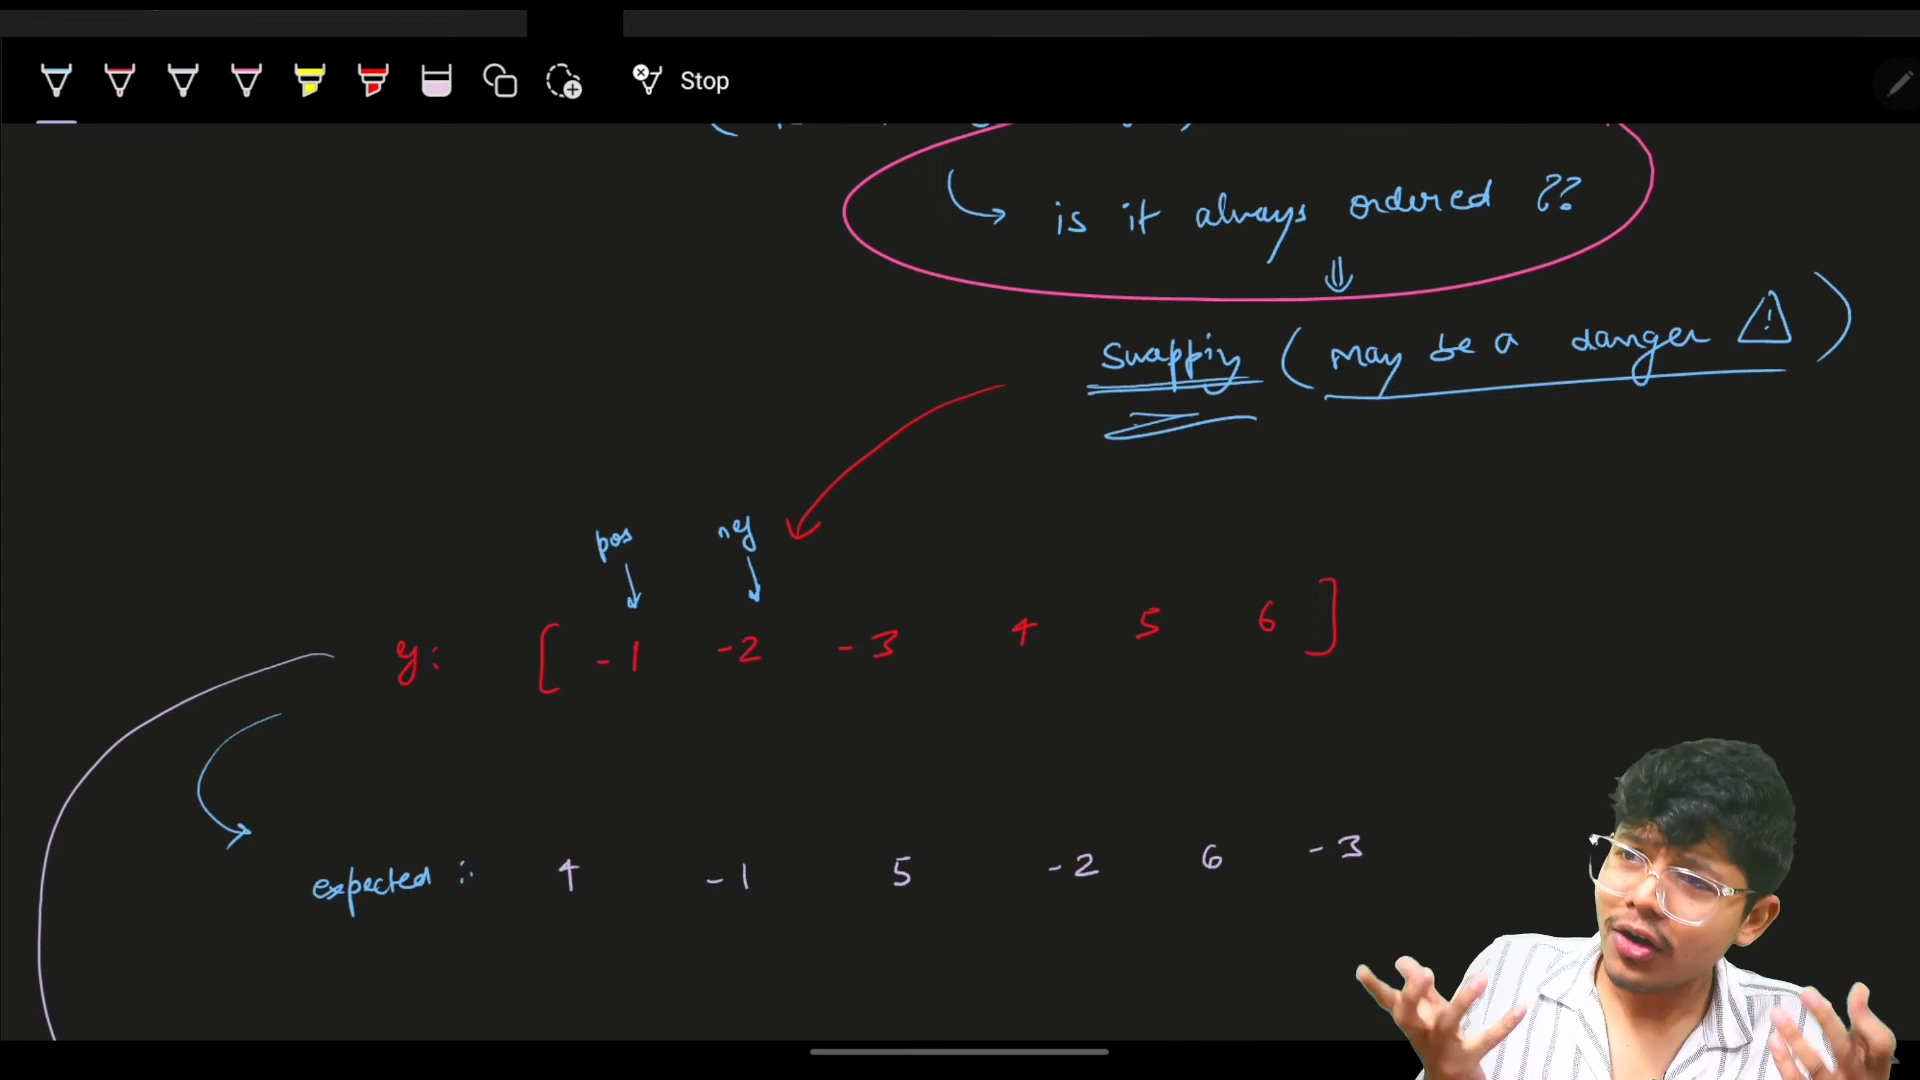 Stop
is it always ordered ??
Swapping (may be a danger ⚠)
pos neg
eg: [ -1 -2 -3 4 5 6 ]
expected : 4 -1 5 -2 6 -3